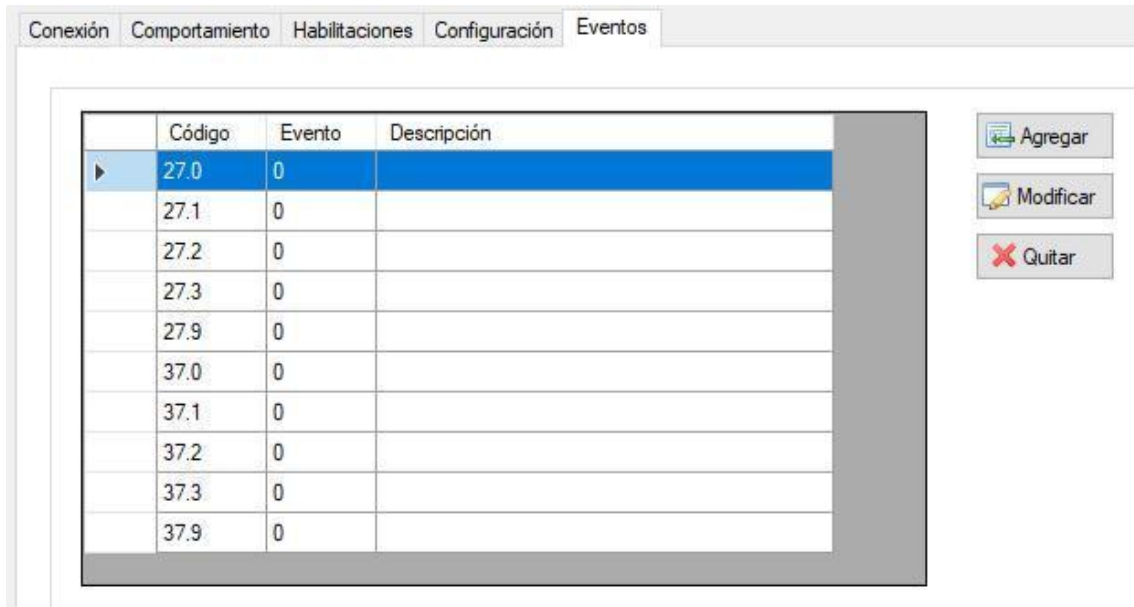 Conexión Comportamiento Habilitaciones Configuración Eventos
Código Evento Descripción
27.0 0
27.1 0
27.2 0
27.3 0
27.9 0
37.0 0
37.1 0
37.2 0
37.3 0
37.9 0
Agregar
Modificar
Quitar